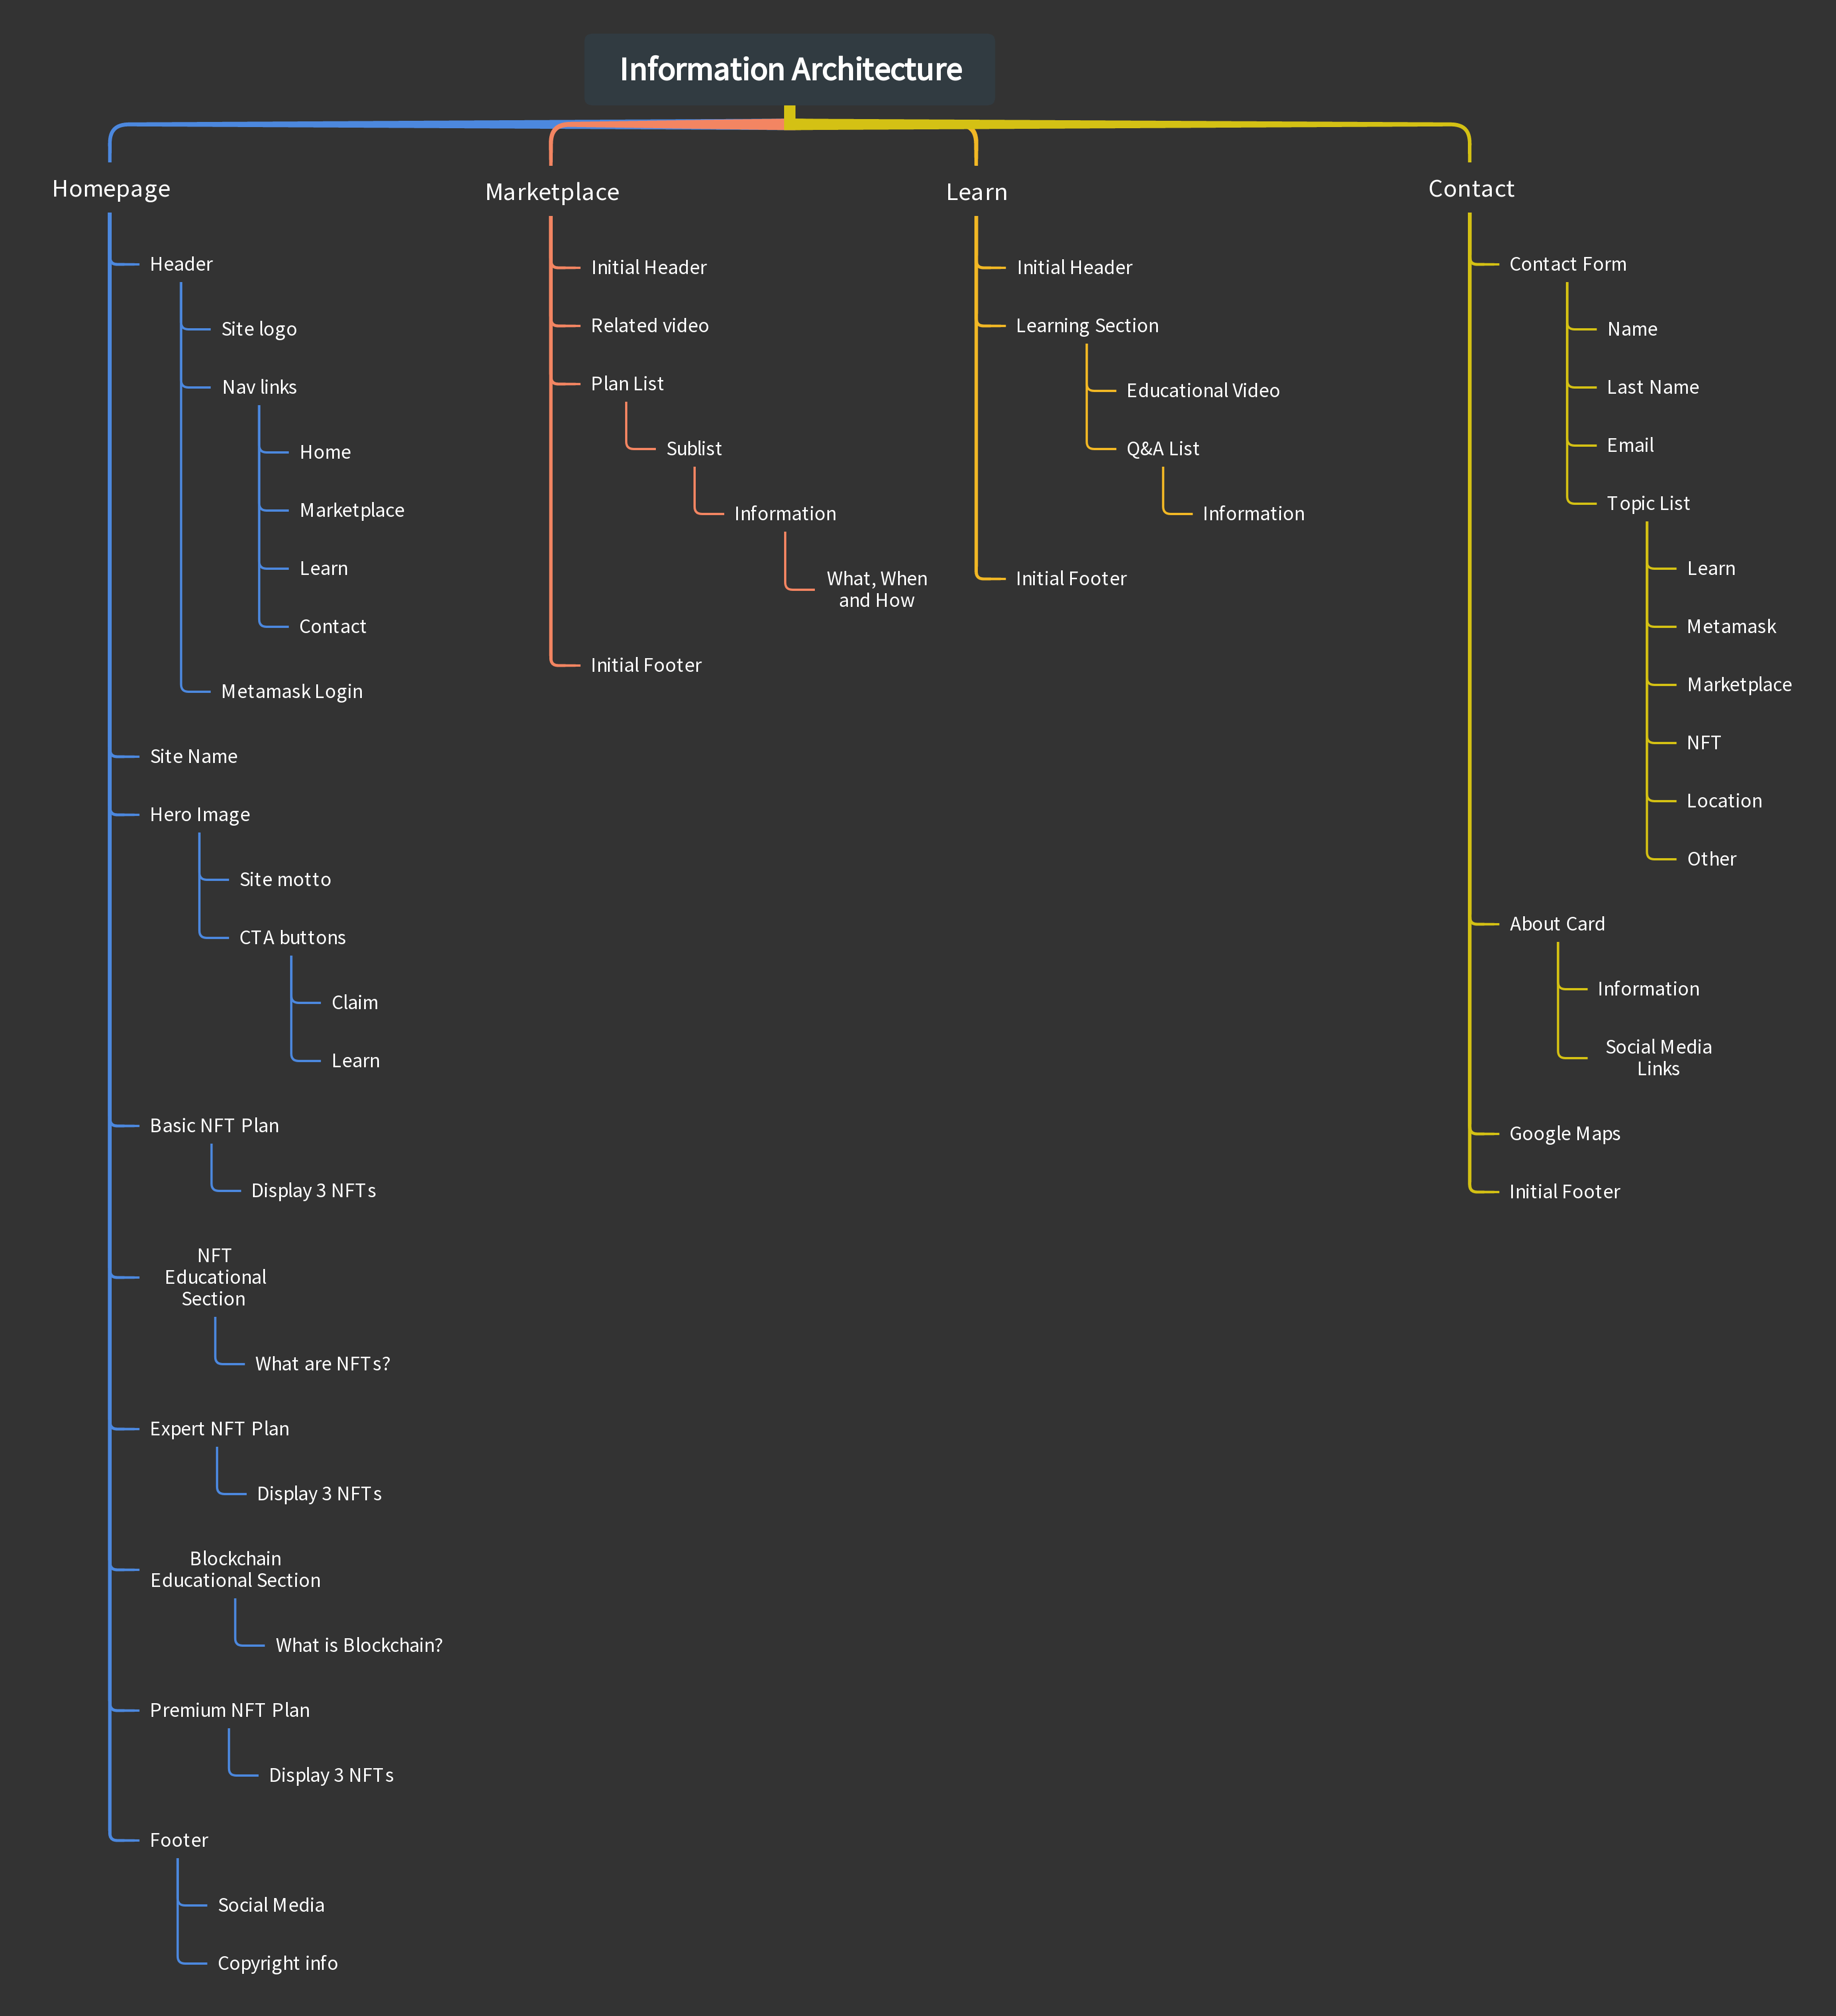 Information Architecture
Homepage
Header
Site logo
Nav links
Home
Marketplace
Learn
Contact
Metamask Login
Site Name
Hero Image
Site motto
CTA buttons
Claim
Learn
Basic NFT Plan
Display 3 NFTs
NFT
Educational
Section
What are NFTs?
Expert NFT Plan
Display 3 NFTs
Blockchain
Educational Section
What is Blockchain?
Premium NFT Plan
Display 3 NFTs
Footer
Social Media
Copyright info
Marketplace
Initial Header
Related video
Plan List
Sublist
Information
What, When
and How
Initial Footer
Learn
Initial Header
Learning Section
Educational Video
Q&A List
Information
Initial Footer
Contact
Contact Form
Name
Last Name
Email
Topic List
Learn
Metamask
Marketplace
NFT
Location
Other
About Card
Information
Social Media
Links
Google Maps
Initial Footer